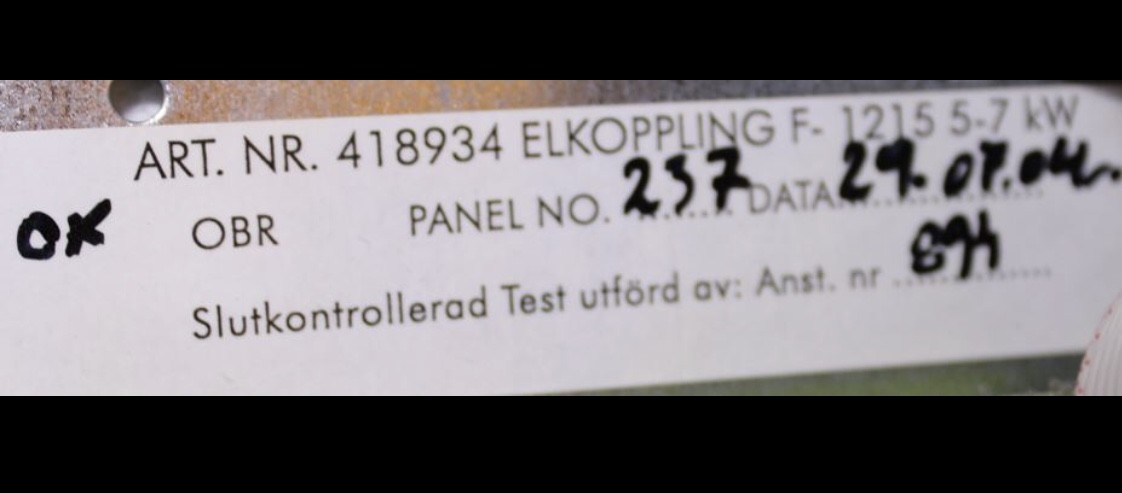 ART. NR. 418934 ELKOPPLING F- 1215 5-7 kW
OK OBR PANEL NO. 237 DATA 29.07.04.
Slutkontrollerad Test utförd av: Anst. nr 894